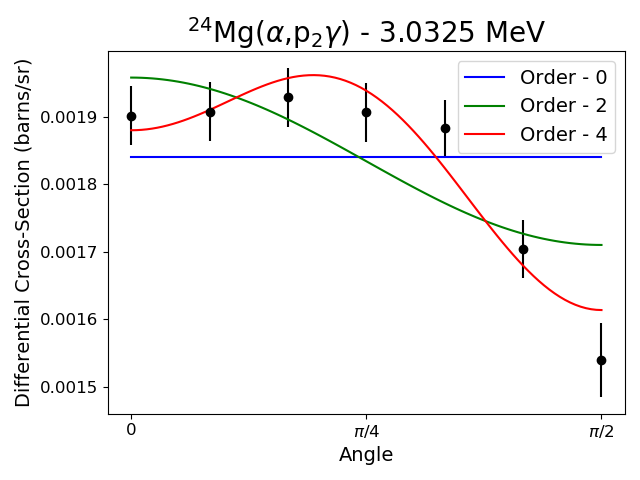 ²⁴Mg(α,p₂γ) - 3.0325 MeV
Differential Cross-Section (barns/sr)
0.0019
0.0018
0.0017
0.0016
0.0015
Order - 0
Order - 2
Order - 4
0
π/4
π/2
Angle